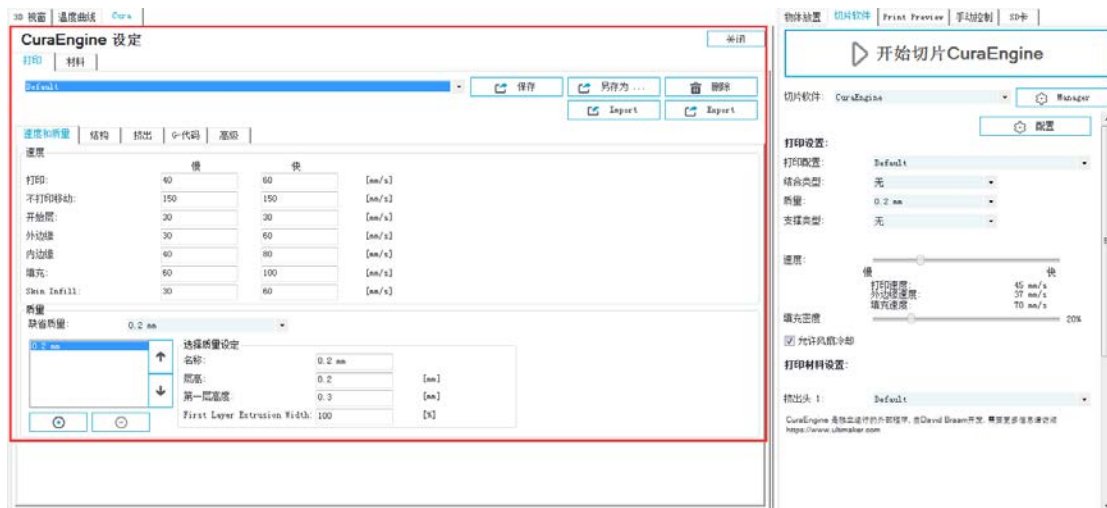 3D 视窗 温度曲线 Cura
CuraEngine 设定 关闭
打印 材料
Default 保存 另存为 ... 删除
Import Export
速度和质量 结构 挤出 G-代码 高级
速度
慢 快
打印: 40 60 [mm/s]
不打印移动: 150 150 [mm/s]
开始层: 30 30 [mm/s]
外边缘 30 60 [mm/s]
内边缘 40 80 [mm/s]
填充: 60 100 [mm/s]
Skin Infill: 30 60 [mm/s]
质量
缺省质量: 0.2 mm
0.2 mm
选择质量设定
名称: 0.2 mm
层高: 0.2 [mm]
第一层高度: 0.3 [mm]
First Layer Extrusion Width: 100 [%]
物体放置 切片软件 Print Preview 手动控制 SD卡
开始切片CuraEngine
切片软件: CuraEngine Manager
配置
打印设置:
打印配置: Default
结合类型: 无
质量: 0.2 mm
支撑类型: 无
速度:
慢 快
打印速度: 45 mm/s
外边缘速度: 37 mm/s
填充速度: 70 mm/s
填充密度 20%
允许风扇冷却
打印材料设置:
挤出头 1: Default
CuraEngine 是独立运行的外部程序, 由David Braam开发. 需要更多信息请访问
https://www.ultimaker.com